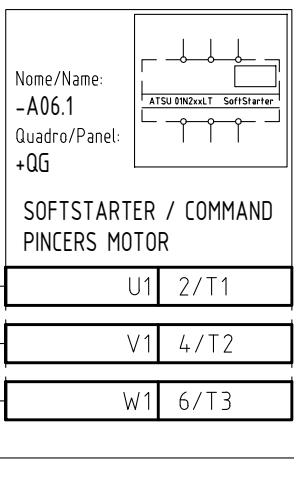 Nome/Name:
-A06.1
Quadro/Panel:
+QG
ATSU 01N2xxLT SoftStarter
SOFTSTARTER / COMMAND
PINCERS MOTOR
U1 2/T1
V1 4/T2
W1 6/T3